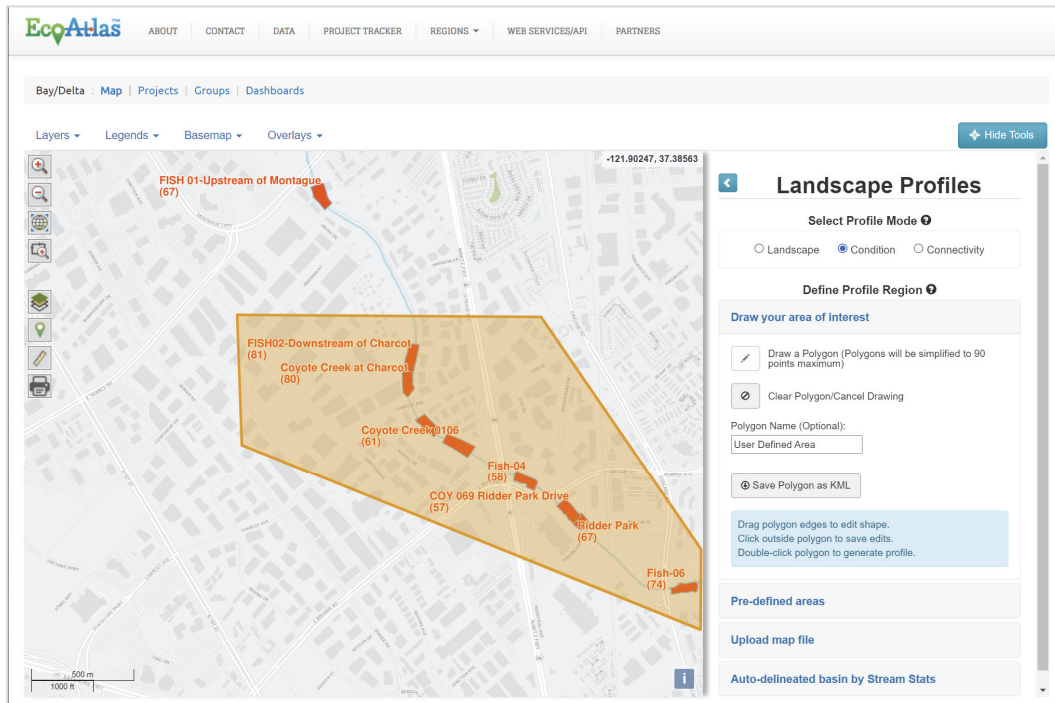 EcoAtlas™
ABOUT
CONTACT
DATA
PROJECT TRACKER
REGIONS
WEB SERVICES/API
PARTNERS
Bay/Delta : Map | Projects | Groups | Dashboards
Layers
Legends
Basemap
Overlays
Hide Tools
-121.90247, 37.38563
FISH 01-Upstream of Montague
(67)
FISH02-Downstream of Charcot
(81)
Coyote Creek at Charcot
(80)
Coyote Creek 0106
(61)
Fish-04
(58)
COY 069 Ridder Park Drive
(57)
Ridder Park
(67)
Fish-06
(74)
500 m
1000 ft
i
Landscape Profiles
Select Profile Mode
Landscape
Condition
Connectivity
Define Profile Region
Draw your area of interest
Draw a Polygon (Polygons will be simplified to 90
points maximum)
Clear Polygon/Cancel Drawing
Polygon Name (Optional):
User Defined Area
Save Polygon as KML
Drag polygon edges to edit shape.
Click outside polygon to save edits.
Double-click polygon to generate profile.
Pre-defined areas
Upload map file
Auto-delineated basin by Stream Stats